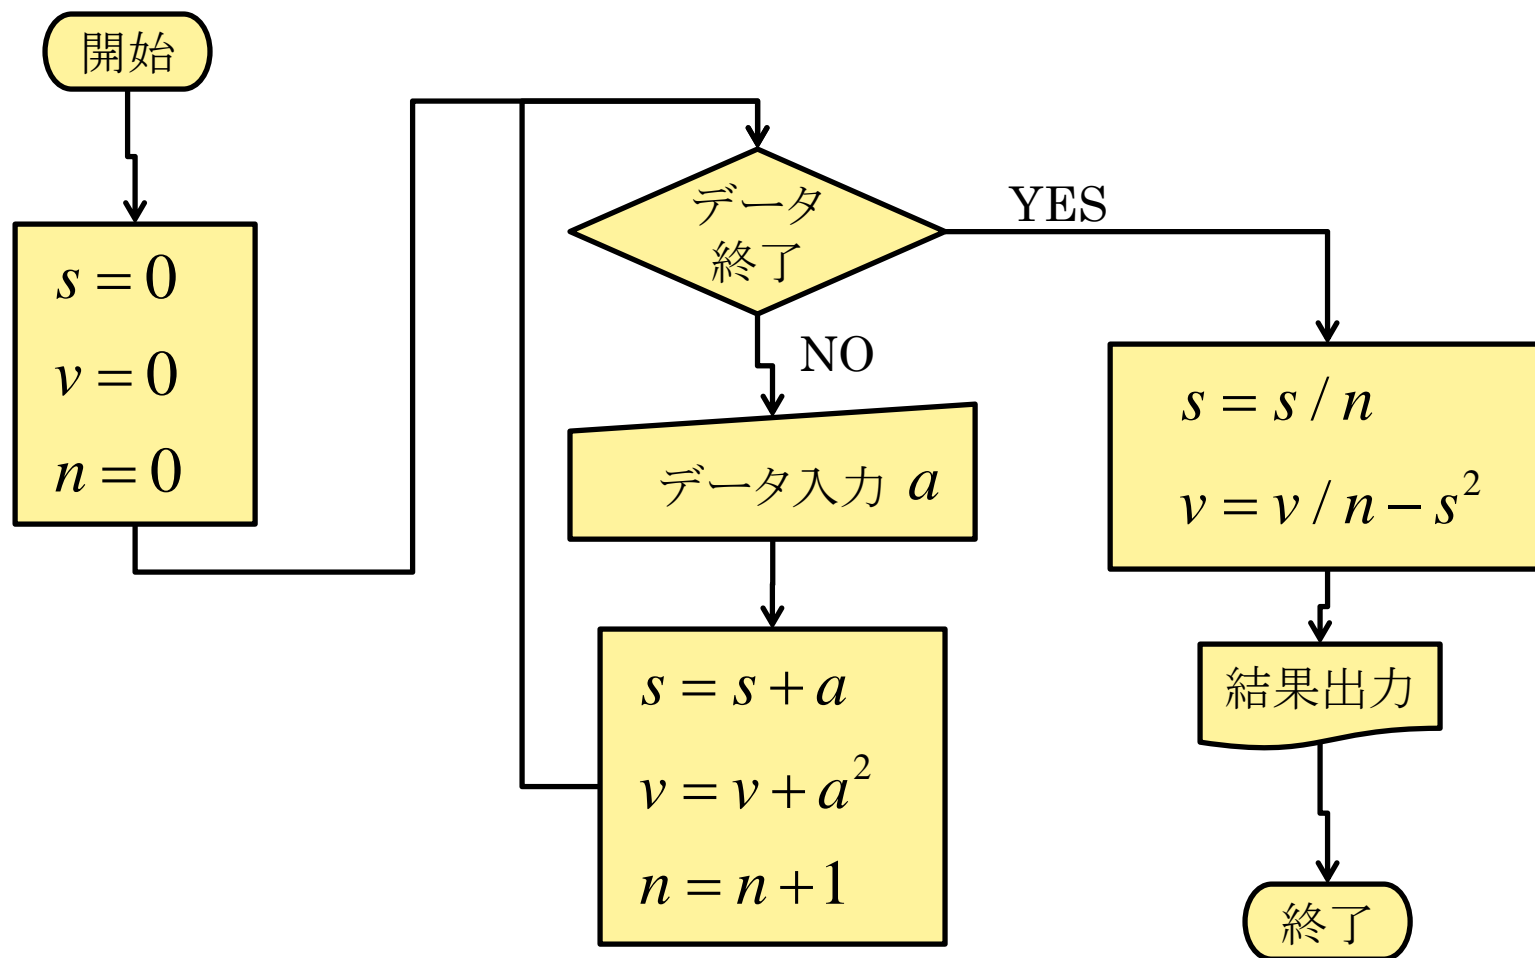 開始
s = 0
v = 0
n = 0
データ
終了
YES
NO
データ入力 a
s = s + a
v = v + a²
n = n + 1
s = s / n
v = v / n − s²
結果出力
終了